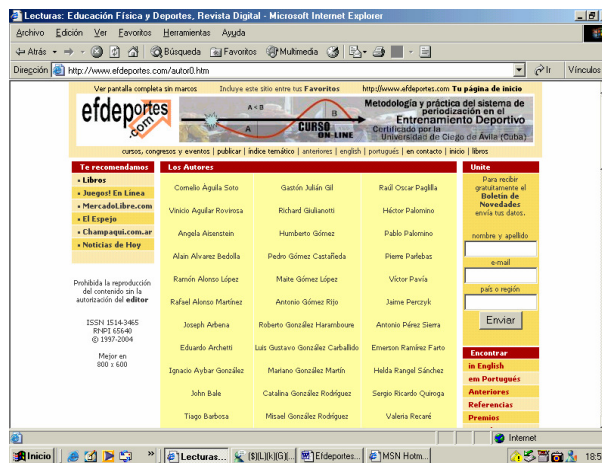 Lecturas: Educación Física y Deportes, Revista Digital - Microsoft Internet Explorer
Archivo Edición Ver Favoritos Herramientas Ayuda
Atrás Búsqueda Favoritos Multimedia
Dirección http://www.efdeportes.com/autor0.htm Ir Vínculos
Ver pantalla completa sin marcos Incluye este sitio entre tus Favoritos http://www.efdeportes.com Tu página de inicio
efdeportes
.com
A < B
A
B
CURSO
ON-LINE
Metodología y práctica
del sistema de
periodización en el
Entrenamiento Deportivo
Certificado por la
Universidad de Ciego
de Ávila (Cuba)
cursos, congresos y eventos | publicar | índice temático | anteriores | english | portugués | en contacto | inicio | libros
Te recomendamos
• Libros
• Juegos! En Linea
• MercadoLibre.com
• El Espejo
• Champaqui.com.ar
• Noticias de Hoy
Prohibida la reproducción
del contenido sin la
autorización del editor
ISSN 1514-3465
RNPI 65640
© 1997-2004
Mejor en
800 x 600
Los Autores
Cornelio Águila Soto Gastón Julián Gil Raúl Oscar Paglilla
Vinicio Aguilar Rovirosa Richard Giulianotti Héctor Palomino
Angela Aisenstein Humberto Gómez Pablo Palomino
Alain Alvarez Bedolla Pedro Gómez Castañeda Pierre Parlebas
Ramón Alonso López Maite Gómez López Víctor Pavía
Rafael Alonso Martínez Antonio Gómez Rijo Jaime Perczyk
Joseph Arbena Roberto González Haramboure Antonio Pérez Sierra
Eduardo Archetti Luis Gustavo González Carballido Emerson Ramírez Farto
Ignacio Aybar González Mariano González Martín Helda Rangel Sánchez
John Bale Catalina González Rodríguez Sergio Ricardo Quiroga
Tiago Barbosa Misael González Rodríguez Valeria Recaré
Unite
Para recibir
gratuitamente el
Boletín de
Novedades
envía tus datos.
nombre y apellido
e-mail
país o región
Enviar
Encontrar
in English
em Portugués
Anteriores
Referencias
Premios
Internet
Inicio » Lecturas... ($)(L)(k)(G)(... Efdeportes... MSN Hotm... 18:5